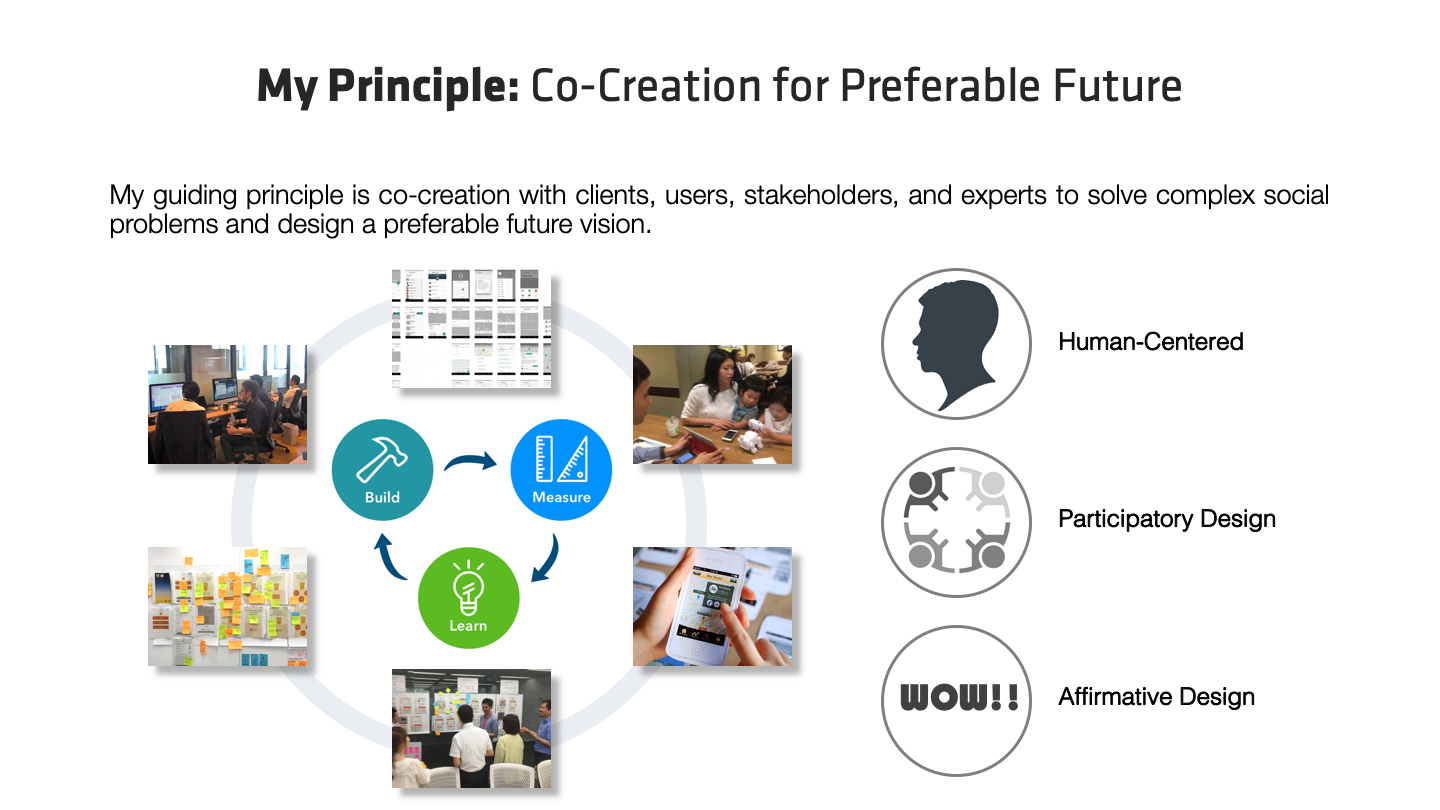 My Principle: Co-Creation for Preferable Future
My guiding principle is co-creation with clients, users, stakeholders, and experts to solve complex social
problems and design a preferable future vision.
Build
Measure
Learn
Human-Centered
Participatory Design
WOW!!
Affirmative Design